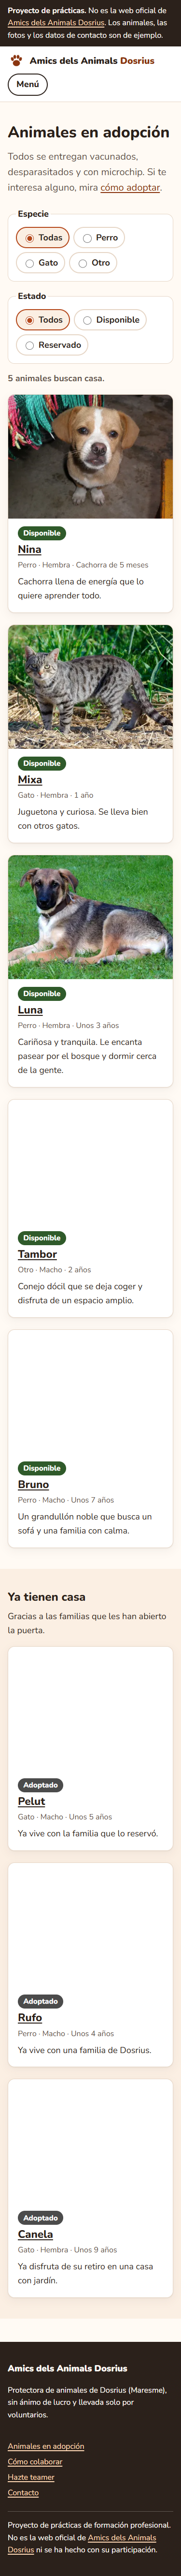 Proyecto de prácticas. No es la web oficial de
Amics dels Animals Dosrius. Los animales, las
fotos y los datos de contacto son de ejemplo.
Amics dels Animals Dosrius
Menú
Animales en adopción
Todos se entregan vacunados,
desparasitados y con microchip. Si te
interesa alguno, mira cómo adoptar.
Especie
Todas
Perro
Gato
Otro
Estado
Todos
Disponible
Reservado
5 animales buscan casa.
Disponible
Nina
Perro · Hembra · Cachorra de 5 meses
Cachorra llena de energía que lo
quiere aprender todo.
Disponible
Mixa
Gato · Hembra · 1 año
Juguetona y curiosa. Se lleva bien
con otros gatos.
Disponible
Luna
Perro · Hembra · Unos 3 años
Cariñosa y tranquila. Le encanta
pasear por el bosque y dormir cerca
de la gente.
Disponible
Tambor
Otro · Macho · 2 años
Conejo dócil que se deja coger y
disfruta de un espacio amplio.
Disponible
Bruno
Perro · Macho · Unos 7 años
Un grandullón noble que busca un
sofá y una familia con calma.
Ya tienen casa
Gracias a las familias que les han abierto
la puerta.
Adoptado
Pelut
Gato · Macho · Unos 5 años
Ya vive con la familia que lo reservó.
Adoptado
Rufo
Perro · Macho · Unos 4 años
Ya vive con una familia de Dosrius.
Adoptado
Canela
Gato · Hembra · Unos 9 años
Ya disfruta de su retiro en una casa
con jardín.
Amics dels Animals Dosrius
Protectora de animales de Dosrius (Maresme),
sin ánimo de lucro y llevada solo por
voluntarios.
Animales en adopción
Cómo colaborar
Hazte teamer
Contacto
Proyecto de prácticas de formación profesional.
No es la web oficial de Amics dels Animals
Dosrius ni se ha hecho con su participación.